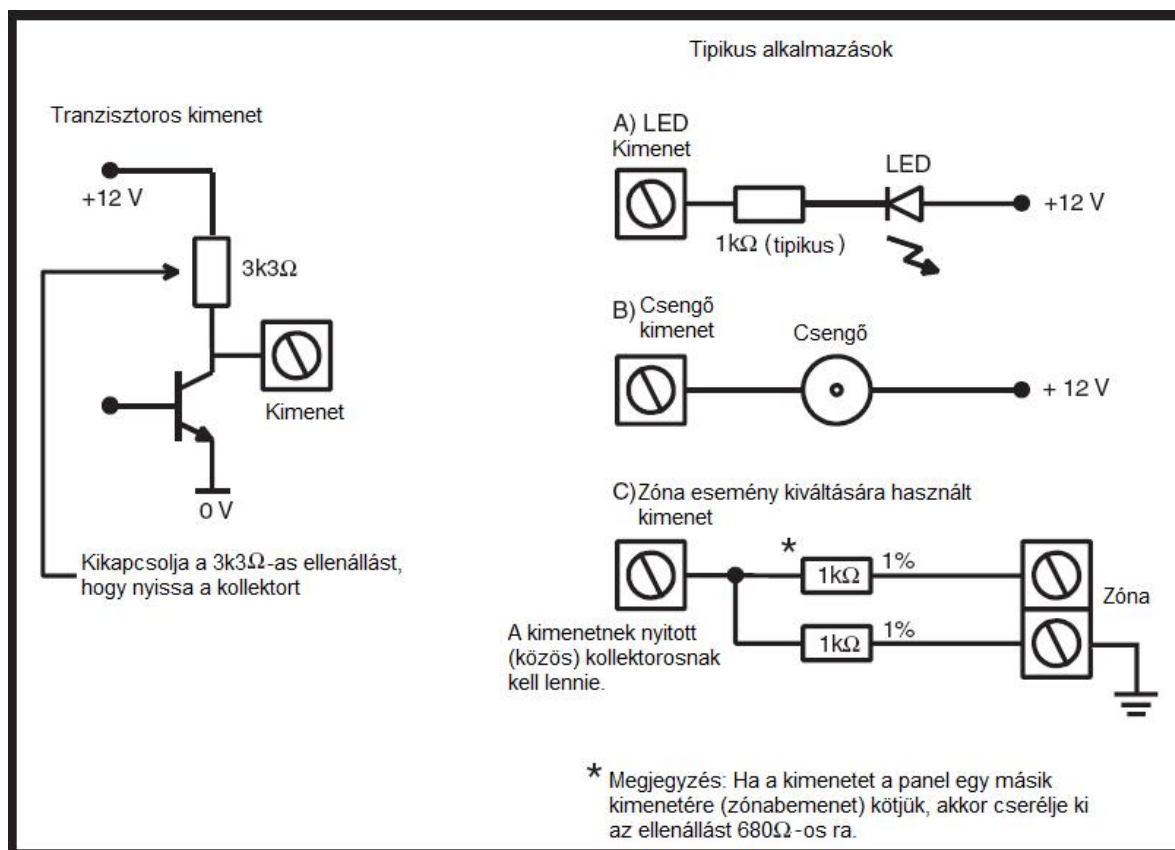 Tipikus alkalmazások
Tranzisztoros kimenet
+12 V
3k3Ω
Kimenet
0 V
Kikapcsolja a 3k3Ω-as ellenállást,
hogy nyissa a kollektort
A) LED
Kimenet
LED
+12 V
1kΩ (tipikus)
B) Csengő
kimenet
Csengő
+ 12 V
C) Zóna esemény kiváltására használt
kimenet
* 1kΩ 1%
Zóna
1kΩ 1%
A kimenetnek nyitott
(közös) kollektorosnak
kell lennie.
* Megjegyzés: Ha a kimenetet a panel egy másik
kimenetére (zónabemenet) kötjük, akkor cserélje ki
az ellenállást 680Ω-os ra.